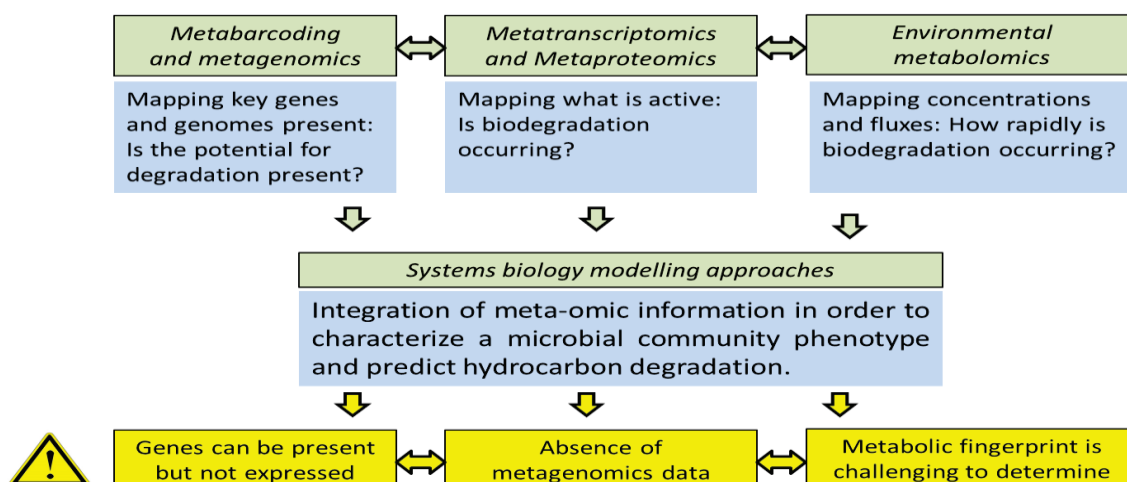 Metabarcoding
and metagenomics
Metatranscriptomics
and Metaproteomics
Environmental
metabolomics
Mapping key genes
and genomes present:
Is the potential for
degradation present?
Mapping what is active:
Is biodegradation
occurring?
Mapping concentrations
and fluxes: How rapidly is
biodegradation occurring?
Systems biology modelling approaches
Integration of meta-omic information in order to
characterize a microbial community phenotype
and predict hydrocarbon degradation.
!
Genes can be present
but not expressed
Absence of
metagenomics data
Metabolic fingerprint is
challenging to determine